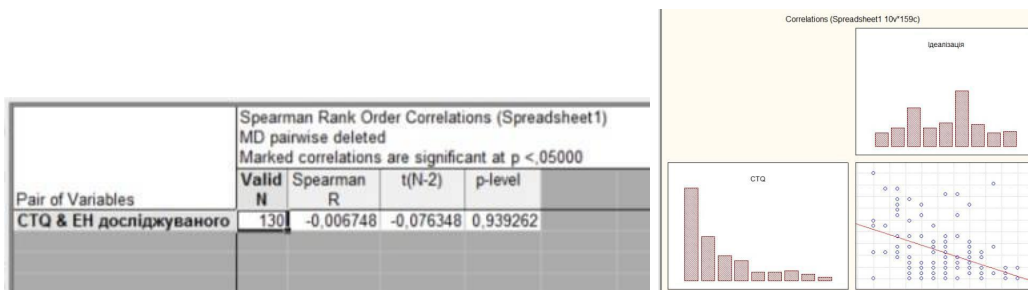 Spearman Rank Order Correlations (Spreadsheet1)
MD pairwise deleted
Marked correlations are significant at p <,05000
Pair of Variables Valid N Spearman R t(N-2) p-level
CTQ & EH досліджуваного 130 -0,006748 -0,076348 0,939262
Correlations (Spreadsheet1 10v*159c)
Ідеалізація
CTQ